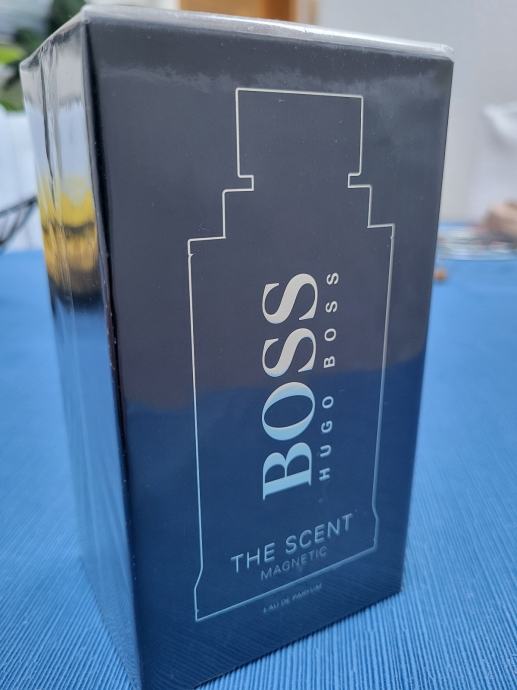 BOSS
HUGO BOSS
THE SCENT
MAGNETIC
EAU DE PARFUM